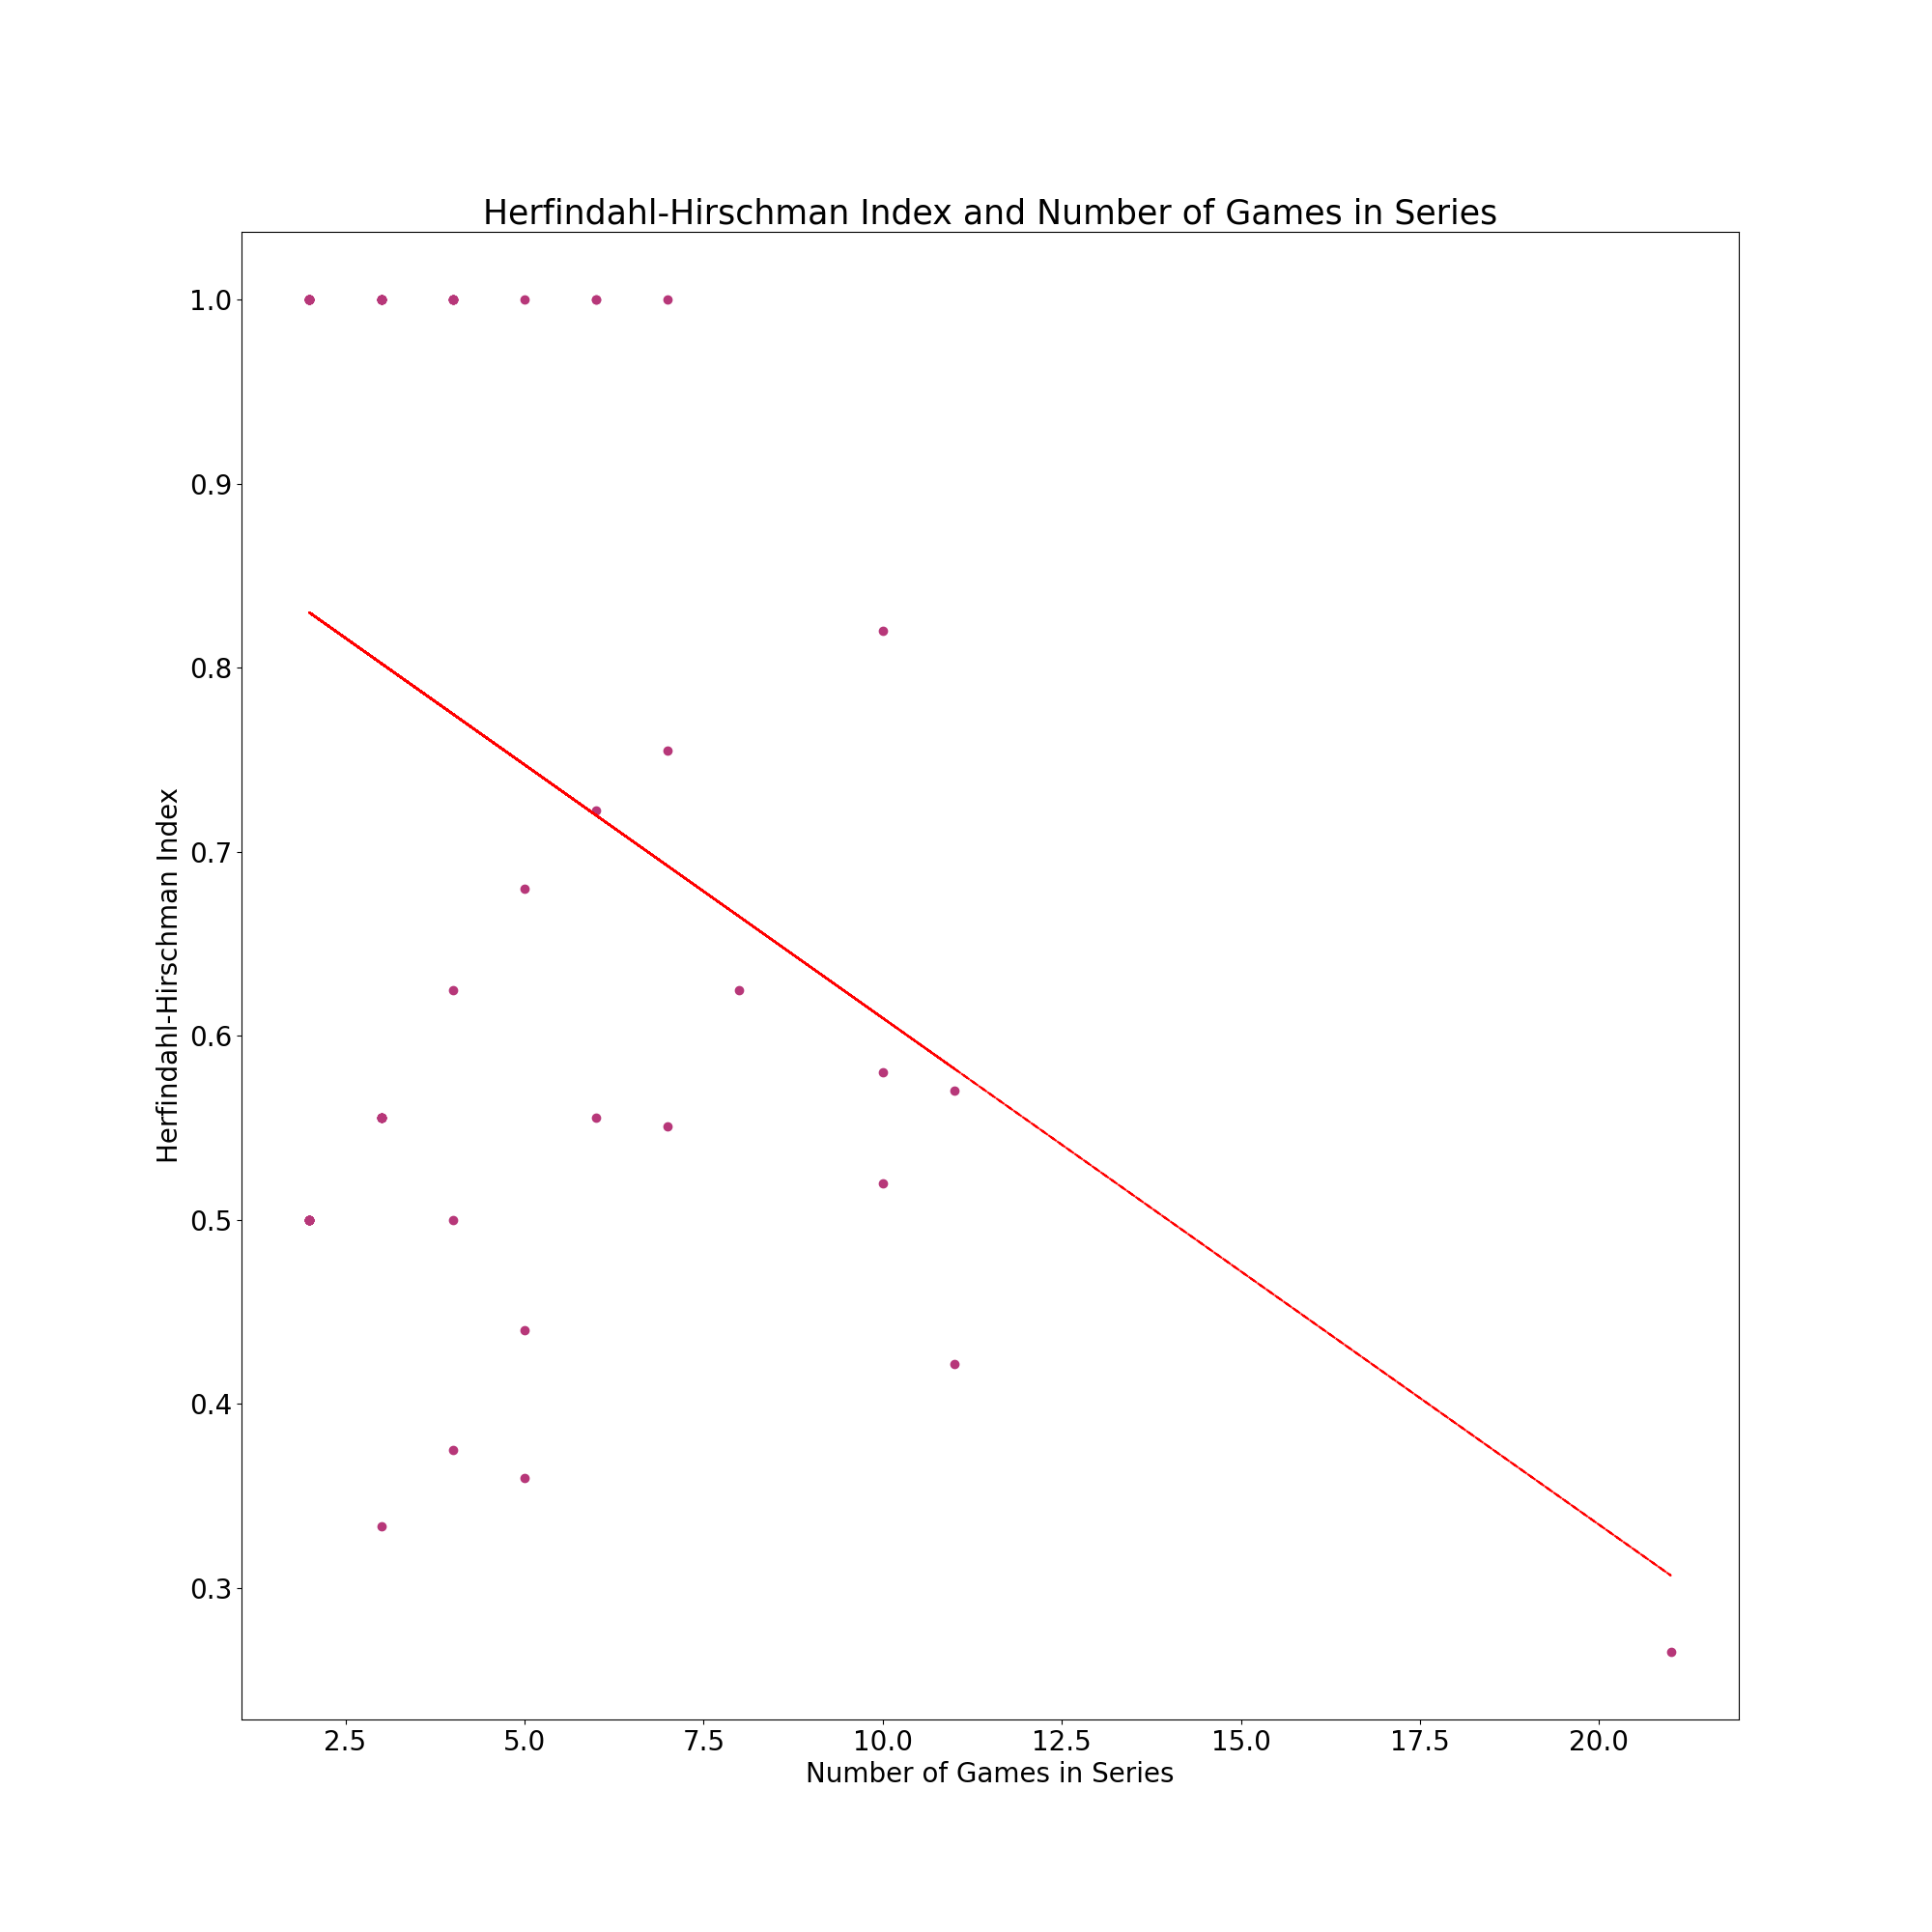 Herfindahl-Hirschman Index and Number of Games in Series
Herfindahl-Hirschman Index
1.0
0.9
0.8
0.7
0.6
0.5
0.4
0.3
2.5 5.0 7.5 10.0 12.5 15.0 17.5 20.0
Number of Games in Series